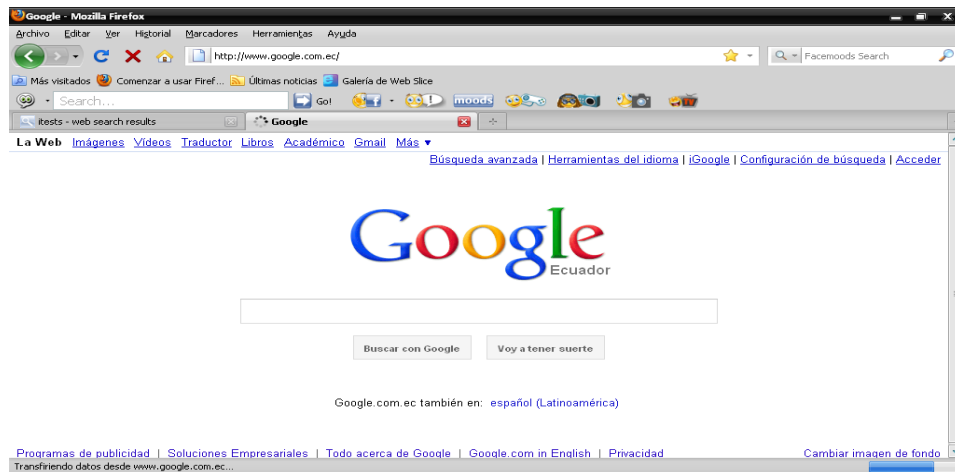 Google - Mozilla Firefox
Archivo Editar Ver Historial Marcadores Herramientas Ayuda
http://www.google.com.ec/ Facemoods Search
Más visitados Comenzar a usar Firef... Últimas noticias Galería de Web Slice
Search... Go! moods
itests - web search results Google
La Web Imágenes Vídeos Traductor Libros Académico Gmail Más ▼
Búsqueda avanzada | Herramientas del idioma | iGoogle | Configuración de búsqueda | Acceder
Google
Ecuador
Buscar con Google Voy a tener suerte
Google.com.ec también en: español (Latinoamérica)
Programas de publicidad | Soluciones Empresariales | Todo acerca de Google | Google.com in English | Privacidad Cambiar imagen de fondo
Transfiriendo datos desde www.google.com.ec...